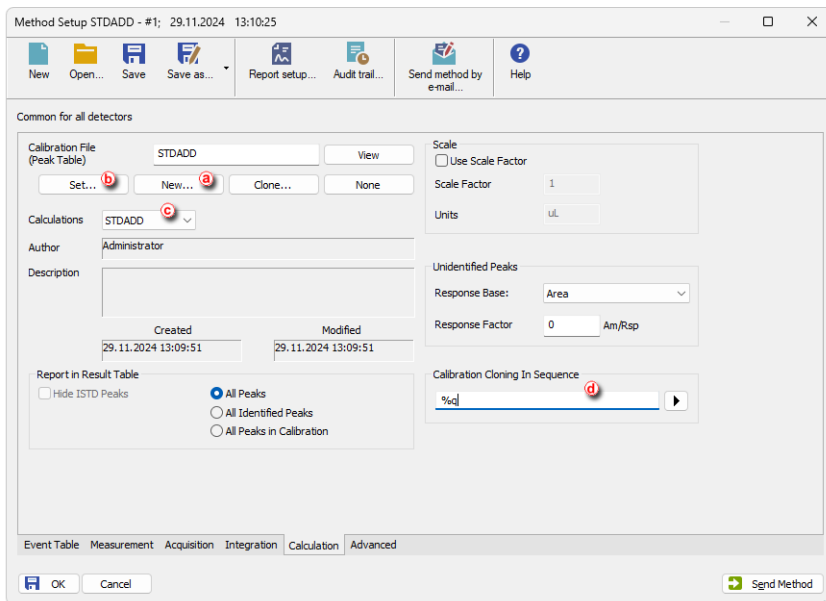 Method Setup STDADD - #1; 29.11.2024 13:10:25
New Open... Save Save as... Report setup... Audit trail... Send method by e-mail... Help
Common for all detectors
Calibration File
(Peak Table)
STDADD
View
Set... b New... a Clone... None
Calculations STDADD c
Author Administrator
Description
Created Modified
29.11.2024 13:09:51 29.11.2024 13:09:51
Report in Result Table
Hide ISTD Peaks
All Peaks
All Identified Peaks
All Peaks in Calibration
Scale
Use Scale Factor
Scale Factor 1
Units uL
Unidentified Peaks
Response Base: Area
Response Factor 0 Am/Rsp
Calibration Cloning In Sequence
%q d
Event Table Measurement Acquisition Integration Calculation Advanced
OK Cancel Send Method